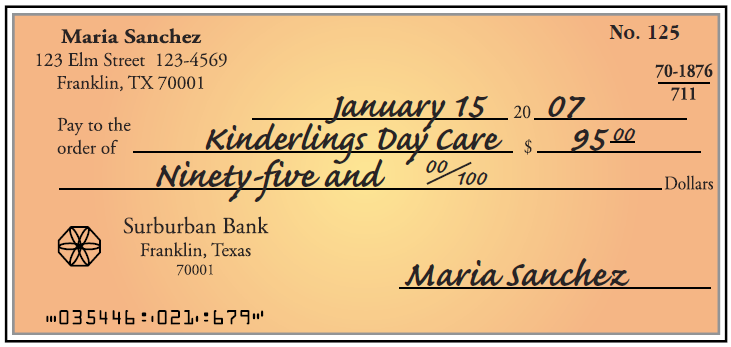 Maria Sanchez
No. 125
123 Elm Street 123-4569
Franklin, TX 70001
70-1876
711
January 15 20 07
Pay to the
order of Kinderlings Day Care $ 95 00
Ninety-five and 00/100 Dollars
Surburban Bank
Franklin, Texas
70001
Maria Sanchez
⑈035446⑆021⑆679⑈